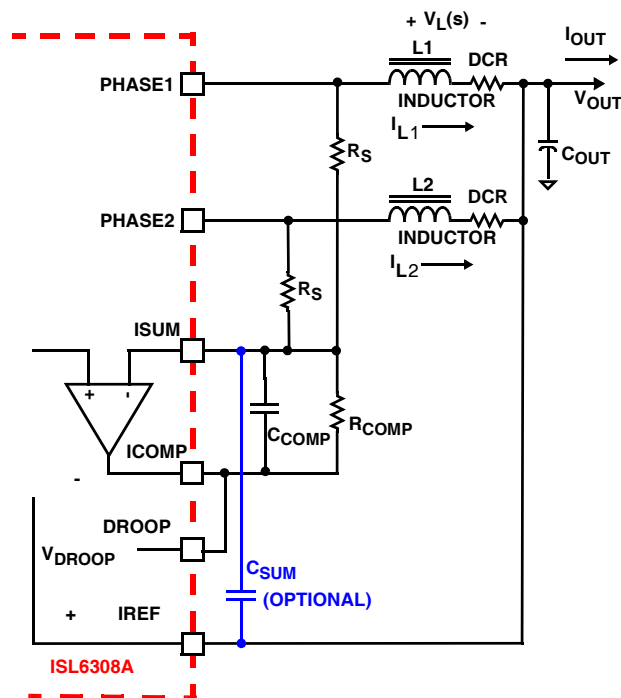 + VL(s) -
L1
DCR
IOUT
PHASE1
INDUCTOR
VOUT
IL1
COUT
RS
L2
DCR
PHASE2
INDUCTOR
IL2
RS
ISUM
+ -
CCOMP
RCOMP
ICOMP
-
DROOP
VDROOP
CSUM
(OPTIONAL)
+ IREF
ISL6308A